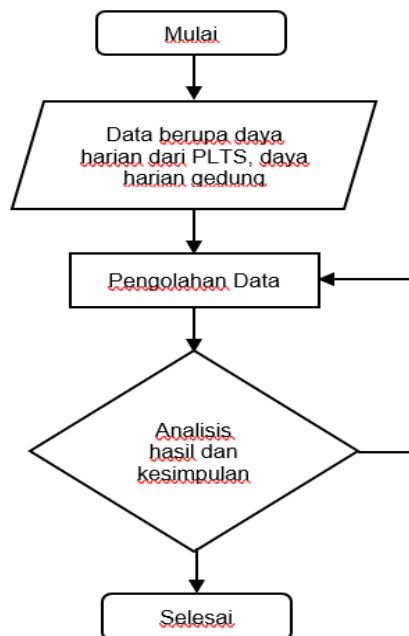 Mulai
Data berupa daya
harian dari PLTS, daya
harian gedung
Pengolahan Data
Analisis
hasil dan
kesimpulan
Selesai